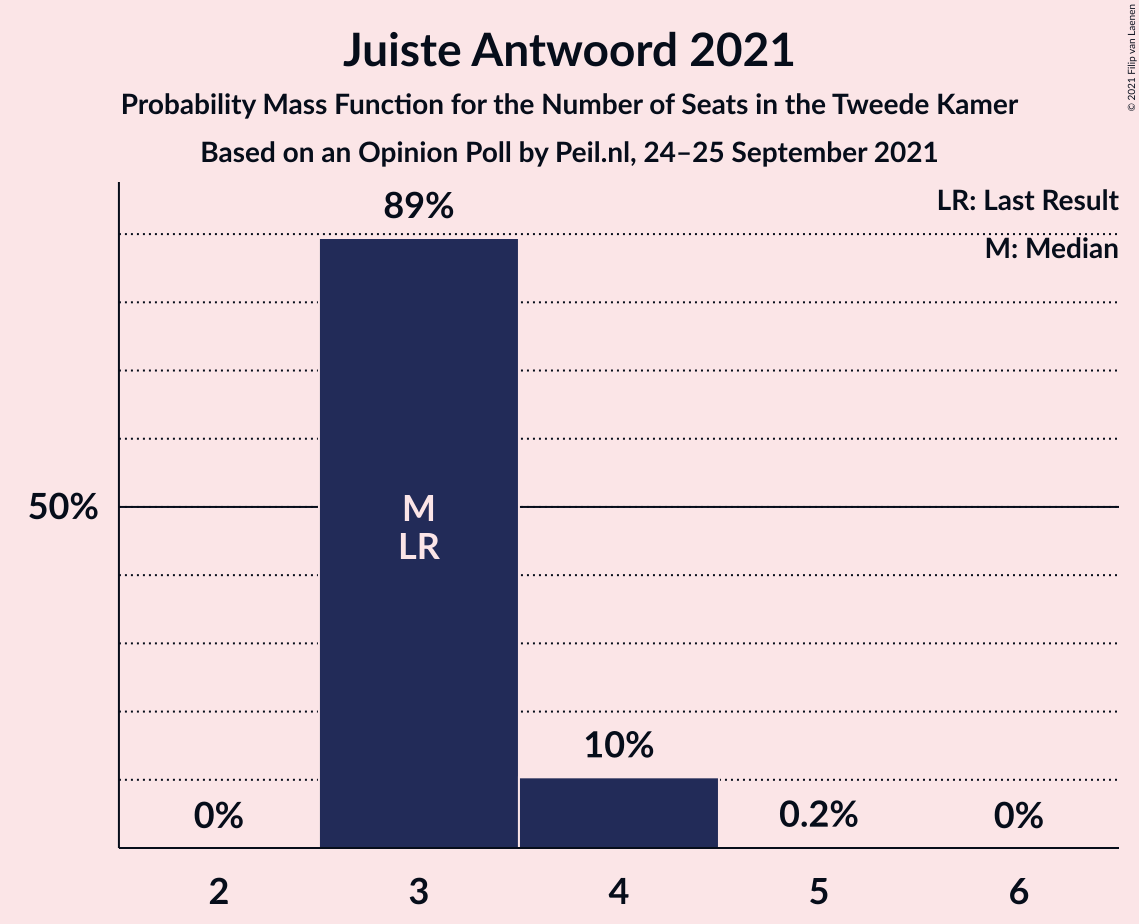 Juiste Antwoord 2021
Probability Mass Function for the Number of Seats in the Tweede Kamer
Based on an Opinion Poll by Peil.nl, 24–25 September 2021
© 2021 Filip van Laenen
LR: Last Result
M: Median
89%
50%
M
LR
10%
0%
0.2%
0%
2
3
4
5
6